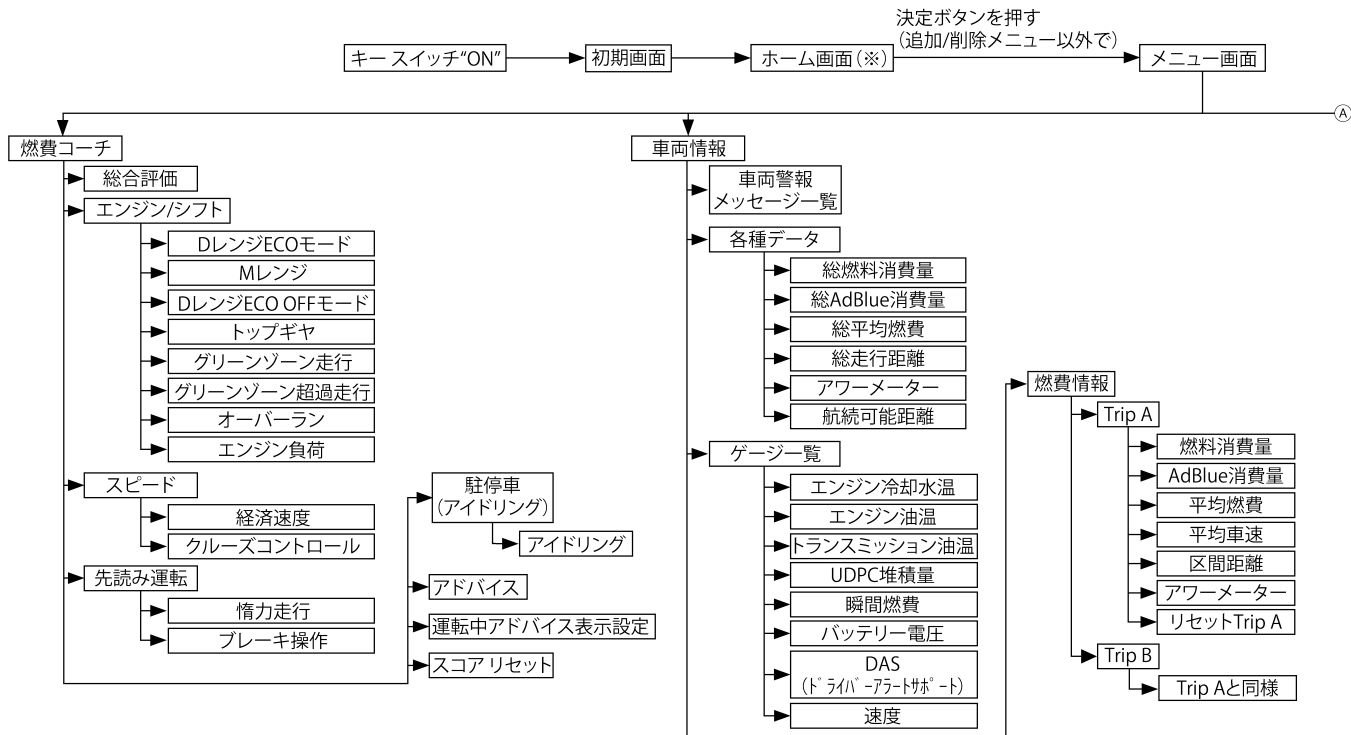 決定ボタンを押す
(追加/削除メニュー以外で)
キー スイッチ“ON”
初期画面
ホーム画面(※)
メニュー画面
Ⓐ
燃費コーチ
総合評価
エンジン/シフト
DレンジECOモード
Mレンジ
DレンジECO OFFモード
トップギヤ
グリーンゾーン走行
グリーンゾーン超過走行
オーバーラン
エンジン負荷
スピード
経済速度
クルーズコントロール
先読み運転
惰力走行
ブレーキ操作
駐停車
(アイドリング)
アイドリング
アドバイス
運転中アドバイス表示設定
スコア リセット
車両情報
車両警報
メッセージ一覧
各種データ
総燃料消費量
総AdBlue消費量
総平均燃費
総走行距離
アワーメーター
航続可能距離
ゲージ一覧
エンジン冷却水温
エンジン油温
トランスミッション油温
UDPC堆積量
瞬間燃費
バッテリー電圧
DAS
(ﾄﾞﾗｲﾊﾞｰｱﾗｰﾄｻﾎﾟｰﾄ)
速度
燃費情報
Trip A
燃料消費量
AdBlue消費量
平均燃費
平均車速
区間距離
アワーメーター
リセットTrip A
Trip B
Trip Aと同様